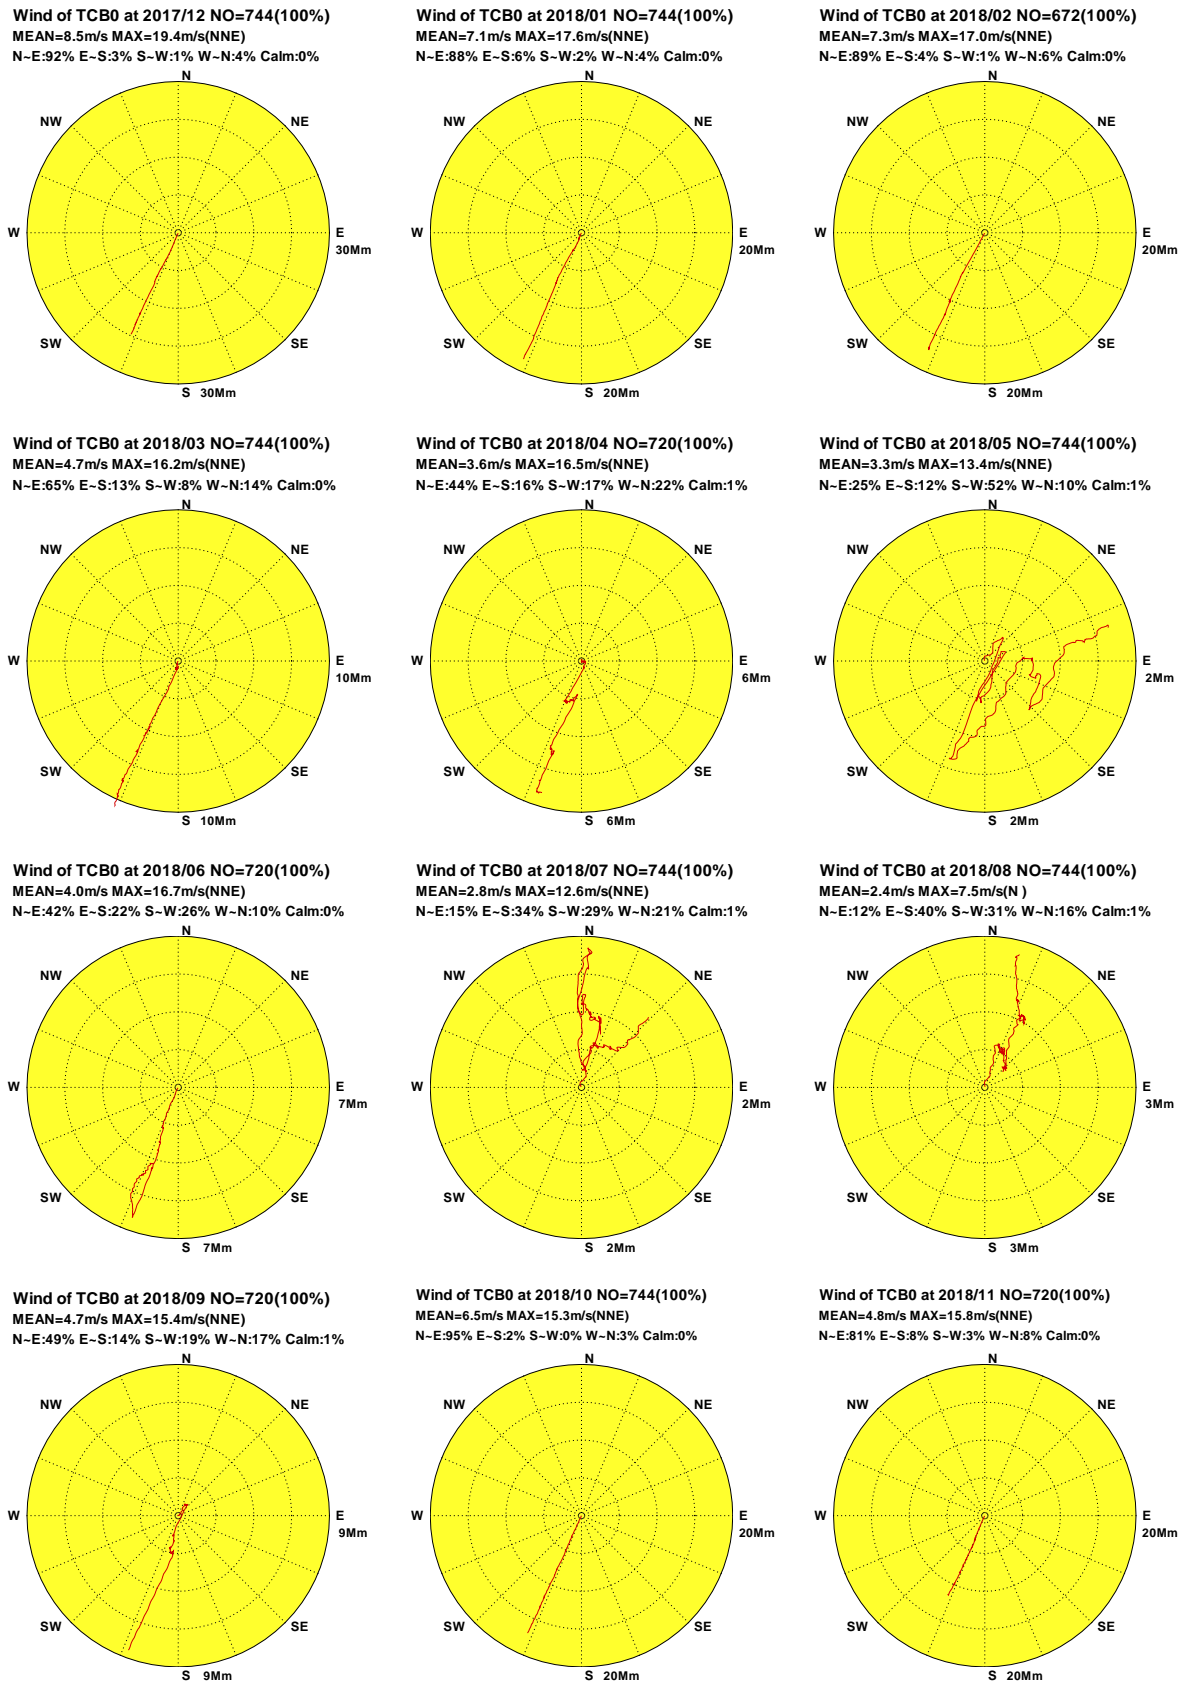 Wind of TCB0 at 2017/12 NO=744(100%)
MEAN=8.5m/s MAX=19.4m/s(NNE)
N~E:92% E~S:3% S~W:1% W~N:4% Calm:0%
N
NW
NE
W
E
30Mm
SW
SE
S 30Mm
Wind of TCB0 at 2018/01 NO=744(100%)
MEAN=7.1m/s MAX=17.6m/s(NNE)
N~E:88% E~S:6% S~W:2% W~N:4% Calm:0%
N
NW
NE
W
E
20Mm
SW
SE
S 20Mm
Wind of TCB0 at 2018/02 NO=672(100%)
MEAN=7.3m/s MAX=17.0m/s(NNE)
N~E:89% E~S:4% S~W:1% W~N:6% Calm:0%
N
NW
NE
W
E
20Mm
SW
SE
S 20Mm
Wind of TCB0 at 2018/03 NO=744(100%)
MEAN=4.7m/s MAX=16.2m/s(NNE)
N~E:65% E~S:13% S~W:8% W~N:14% Calm:0%
N
NW
NE
W
E
10Mm
SW
SE
S 10Mm
Wind of TCB0 at 2018/04 NO=720(100%)
MEAN=3.6m/s MAX=16.5m/s(NNE)
N~E:44% E~S:16% S~W:17% W~N:22% Calm:1%
N
NW
NE
W
E
6Mm
SW
SE
S 6Mm
Wind of TCB0 at 2018/05 NO=744(100%)
MEAN=3.3m/s MAX=13.4m/s(NNE)
N~E:25% E~S:12% S~W:52% W~N:10% Calm:1%
N
NW
NE
W
E
2Mm
SW
SE
S 2Mm
Wind of TCB0 at 2018/06 NO=720(100%)
MEAN=4.0m/s MAX=16.7m/s(NNE)
N~E:42% E~S:22% S~W:26% W~N:10% Calm:0%
N
NW
NE
W
E
7Mm
SW
SE
S 7Mm
Wind of TCB0 at 2018/07 NO=744(100%)
MEAN=2.8m/s MAX=12.6m/s(NNE)
N~E:15% E~S:34% S~W:29% W~N:21% Calm:1%
N
NW
NE
W
E
2Mm
SW
SE
S 2Mm
Wind of TCB0 at 2018/08 NO=744(100%)
MEAN=2.4m/s MAX=7.5m/s(N )
N~E:12% E~S:40% S~W:31% W~N:16% Calm:1%
N
NW
NE
W
E
3Mm
SW
SE
S 3Mm
Wind of TCB0 at 2018/09 NO=720(100%)
MEAN=4.7m/s MAX=15.4m/s(NNE)
N~E:49% E~S:14% S~W:19% W~N:17% Calm:1%
N
NW
NE
W
E
9Mm
SW
SE
S 9Mm
Wind of TCB0 at 2018/10 NO=744(100%)
MEAN=6.5m/s MAX=15.3m/s(NNE)
N~E:95% E~S:2% S~W:0% W~N:3% Calm:0%
N
NW
NE
W
E
20Mm
SW
SE
S 20Mm
Wind of TCB0 at 2018/11 NO=720(100%)
MEAN=4.8m/s MAX=15.8m/s(NNE)
N~E:81% E~S:8% S~W:3% W~N:8% Calm:0%
N
NW
NE
W
E
20Mm
SW
SE
S 20Mm